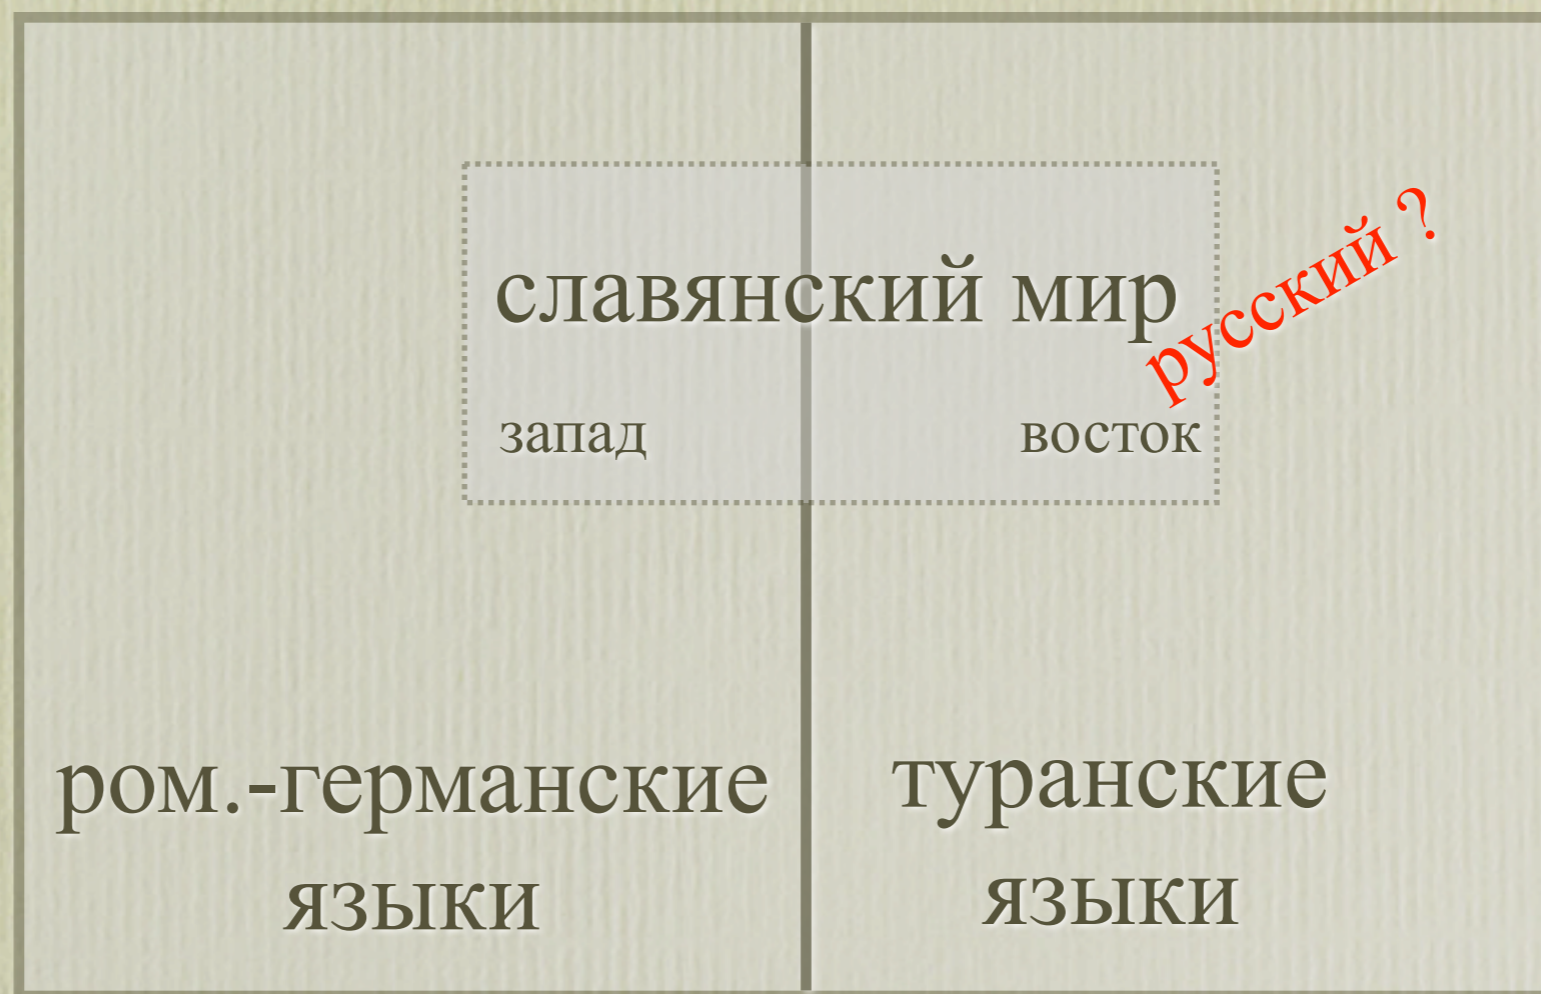 славянский мир
русский ?
запад
восток
ром.-германские
языки
туранские
языки